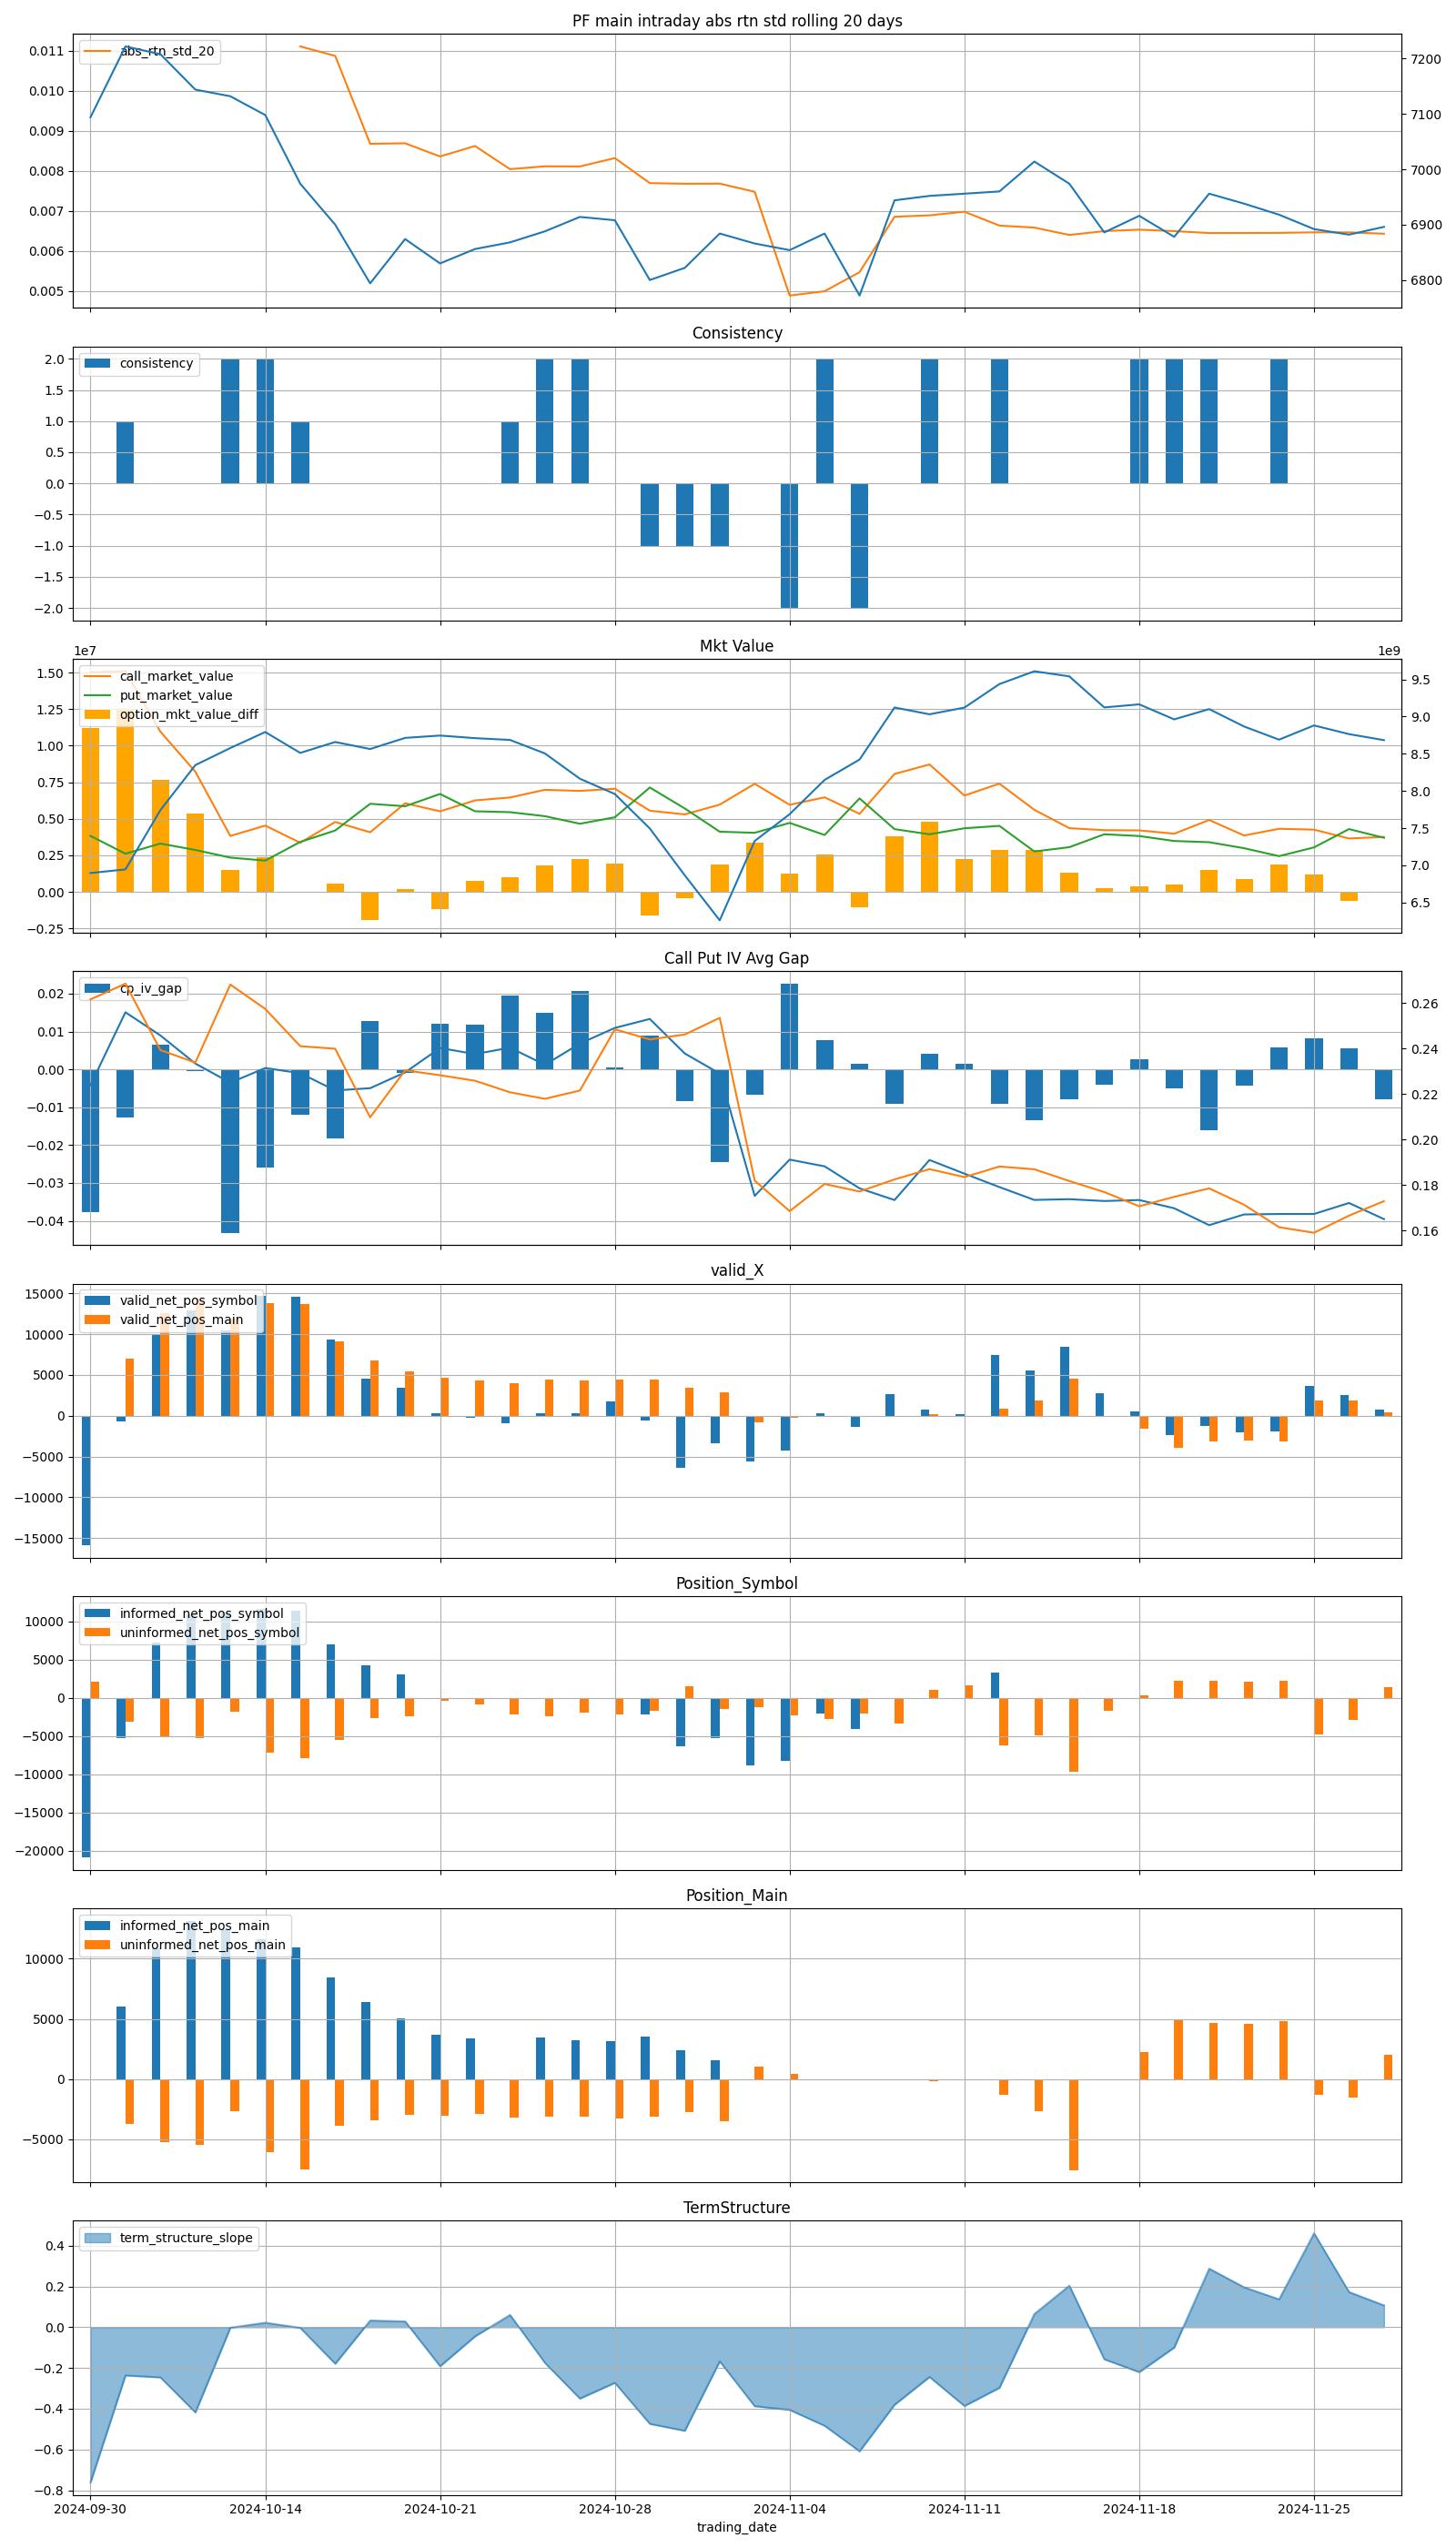 PF main intraday abs rtn std rolling 20 days
abs_rtn_std_20
0.011
0.010
0.009
0.008
0.007
0.006
0.005
7200
7100
7000
6900
6800
Consistency
consistency
2.0
1.5
1.0
0.5
0.0
−0.5
−1.0
−1.5
−2.0
Mkt Value
1e7
1e9
call_market_value
put_market_value
option_mkt_value_diff
1.50
1.25
1.00
0.75
0.50
0.25
0.00
−0.25
9.5
9.0
8.5
8.0
7.5
7.0
6.5
Call Put IV Avg Gap
cp_iv_gap
0.02
0.01
0.00
−0.01
−0.02
−0.03
−0.04
0.26
0.24
0.22
0.20
0.18
0.16
valid_X
valid_net_pos_symbol
valid_net_pos_main
15000
10000
5000
0
−5000
−10000
−15000
Position_Symbol
informed_net_pos_symbol
uninformed_net_pos_symbol
10000
5000
0
−5000
−10000
−15000
−20000
Position_Main
informed_net_pos_main
uninformed_net_pos_main
10000
5000
0
−5000
TermStructure
term_structure_slope
0.4
0.2
0.0
−0.2
−0.4
−0.6
−0.8
2024-09-30 2024-10-14 2024-10-21 2024-10-28 2024-11-04 2024-11-11 2024-11-18 2024-11-25
trading_date